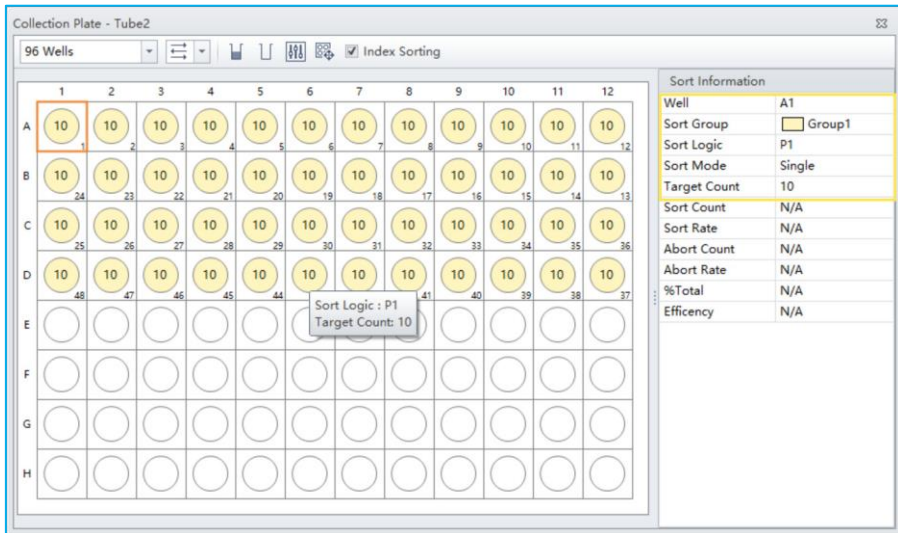 Collection Plate - Tube2
96 Wells
Index Sorting
1 2 3 4 5 6 7 8 9 10 11 12
A 10 10 10 10 10 10 10 10 10 10 10 10
1 2 3 4 5 6 7 8 9 10 11 12
B 10 10 10 10 10 10 10 10 10 10 10 10
24 23 22 21 20 19 18 17 16 15 14 13
C 10 10 10 10 10 10 10 10 10 10 10 10
25 26 27 28 29 30 31 32 33 34 35 36
D 10 10 10 10 10 10 10 10 10 10 10 10
48 47 46 45 44 41 40 39 38 37
Sort Logic : P1
Target Count: 10
E
F
G
H
Sort Information
Well A1
Sort Group Group1
Sort Logic P1
Sort Mode Single
Target Count 10
Sort Count N/A
Sort Rate N/A
Abort Count N/A
Abort Rate N/A
%Total N/A
Efficency N/A